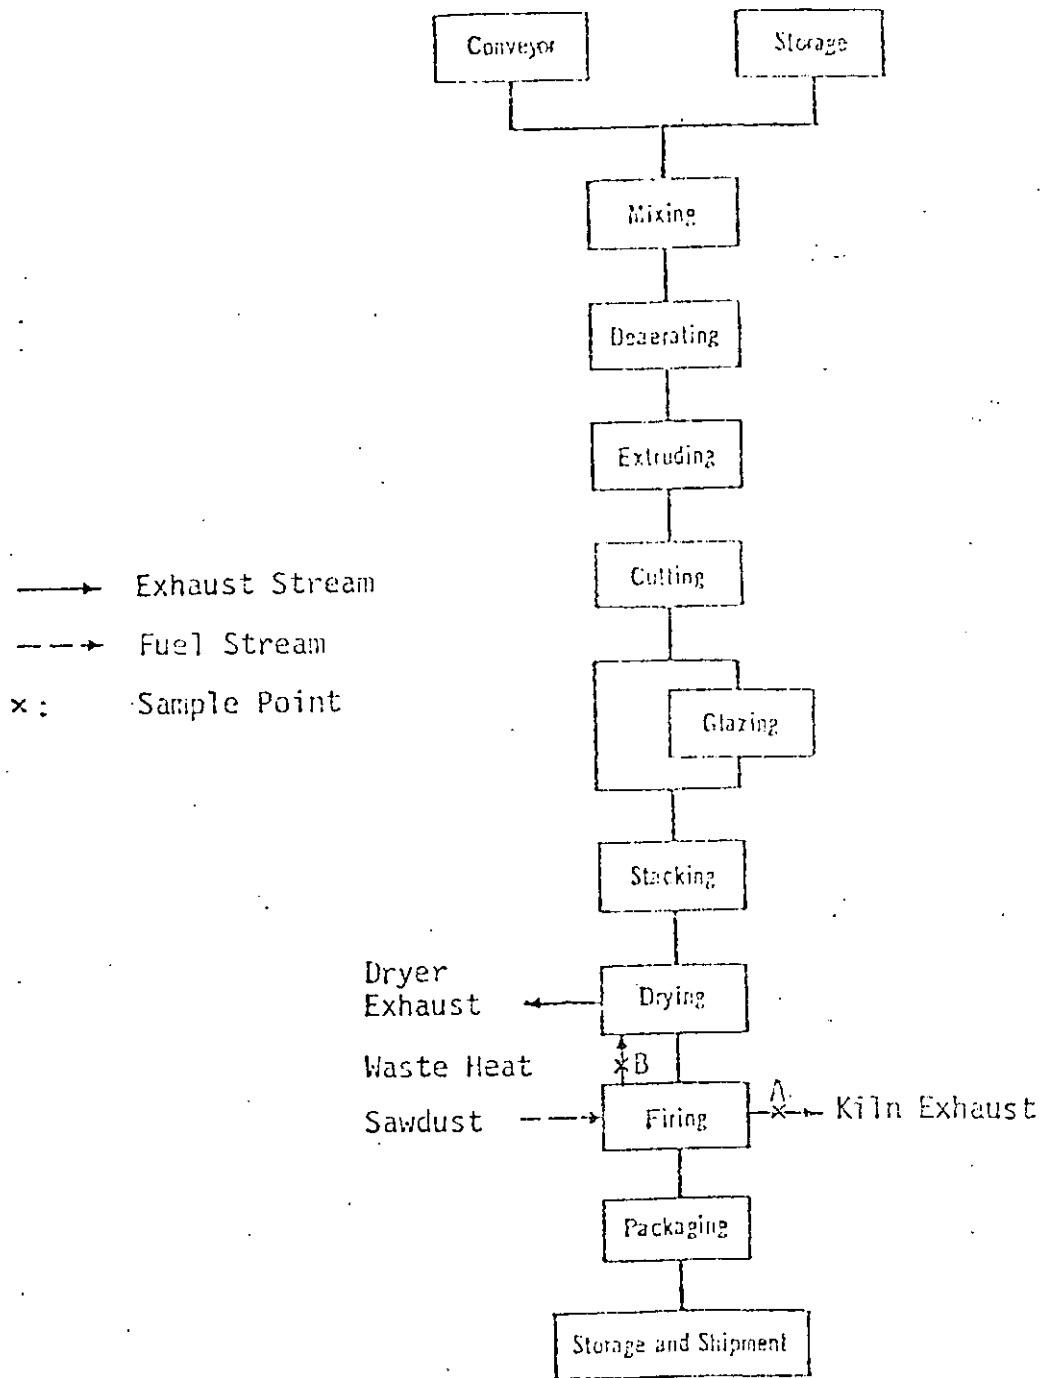 Conveyor
Storage
Mixing
Deaerating
Extruding
Cutting
Exhaust Stream
Fuel Stream
x: Sample Point
Glazing
Stacking
Dryer
Exhaust
Drying
Waste Heat
x B
A
x
Sawdust
Firing
Kiln Exhaust
Packaging
Storage and Shipment